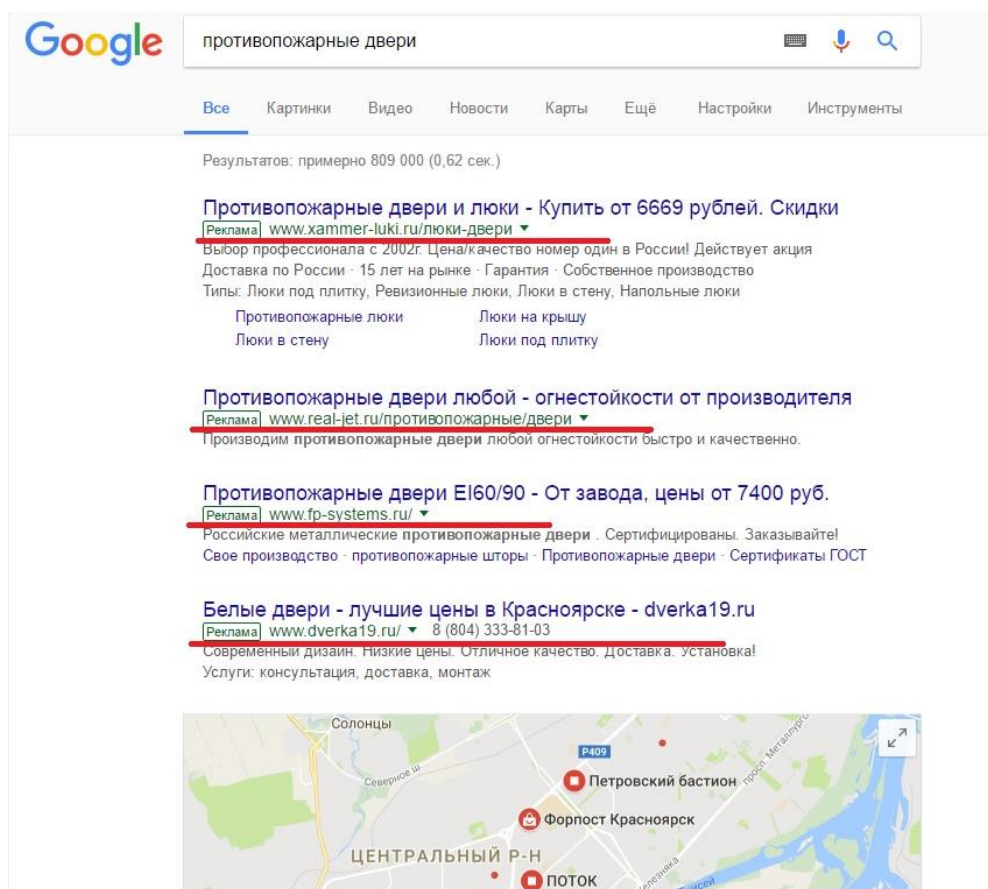 Google
противопожарные двери
Все Картинки Видео Новости Карты Ещё Настройки Инструменты
Результатов: примерно 809 000 (0,62 сек.)
Противопожарные двери и люки - Купить от 6669 рублей. Скидки
Реклама www.xammer-luki.ru/люки-двери
Выбор профессионала с 2002г. Цена/качество номер один в России! Действует акция
Доставка по России · 15 лет на рынке · Гарантия · Собственное производство
Типы: Люки под плитку, Ревизионные люки, Люки в стену, Напольные люки
Противопожарные люки Люки на крышу
Люки в стену Люки под плитку
Противопожарные двери любой - огнестойкости от производителя
Реклама www.real-jet.ru/противопожарные/двери
Производим противопожарные двери любой огнестойкости быстро и качественно.
Противопожарные двери EI60/90 - От завода, цены от 7400 руб.
Реклама www.fp-systems.ru/
Российские металлические противопожарные двери . Сертифицированы. Заказывайте!
Свое производство · противопожарные шторы · Противопожарные двери · Сертификаты ГОСТ
Белые двери - лучшие цены в Красноярске - dverka19.ru
Реклама www.dverka19.ru/ 8 (804) 333-81-03
Современный дизайн. Низкие цены. Отличное качество. Доставка. Установка!
Услуги: консультация, доставка, монтаж
Солонцы
Р409
просп. Металлургов
Северное ш.
Петровский бастион
Форпост Красноярск
ЦЕНТРАЛЬНЫЙ Р-Н
ПОТОК